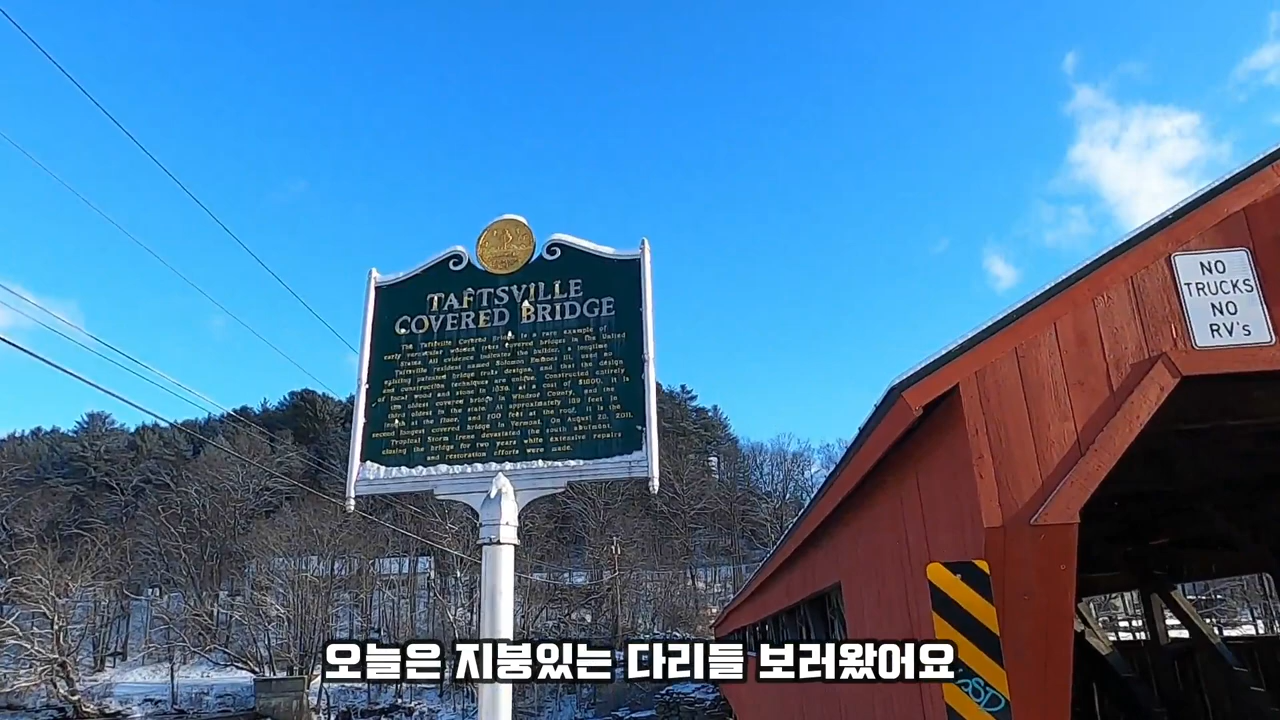 TAFTSVILLE
COVERED BRIDGE
The Taftsville Covered Bridge is a rare example of
early vernacular wooden truss covered bridges in the United
States. All evidence indicates the builder, a longtime
Taftsville resident named Solomon Emmons III, used no
existing patented bridge truss designs, and that the design
and construction techniques are unique. Constructed entirely
of local wood and stone in 1836, at a cost of $1800, it is
the oldest covered bridge in Windsor County, and the
third oldest in the state. At approximately 189 feet in
length at the floor, and 200 feet at the roof, it is the
second longest covered bridge in Vermont. On August 28, 2011,
Tropical Storm Irene devastated the south abutment,
closing the bridge for two years while extensive repairs
and restoration efforts were made.
NO
TRUCKS
NO
RV's
오늘은 지붕있는 다리들 보러왔어요